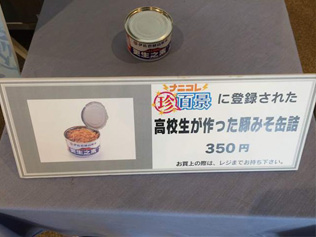 ナニコレ
珍百景に登録された
高校生が作った豚みそ缶詰
350円
お買上の際は、レジまでお持ち下さい。